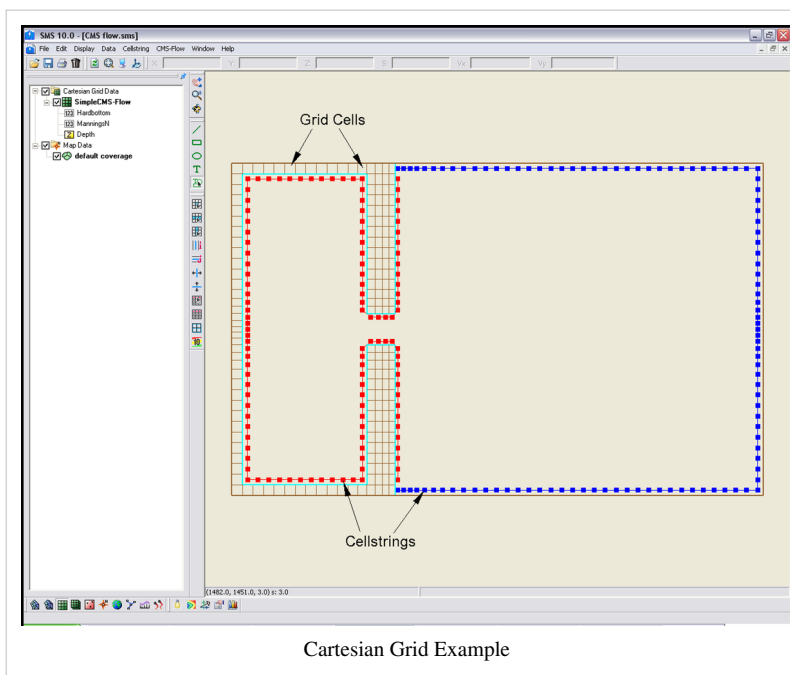 SMS 10.0 - [CMS flow.sms]
File Edit Display Data Cellstring CMS-Flow Window Help
X: Y: Z: S: Vx: Vy:
Cartesian Grid Data
SimpleCMS-Flow
123 Hardbottom
123 ManningsN
Z Depth
Map Data
default coverage
T
Grid Cells
Cellstrings
(1482.0, 1451.0, 3.0) s: 3.0
Cartesian Grid Example